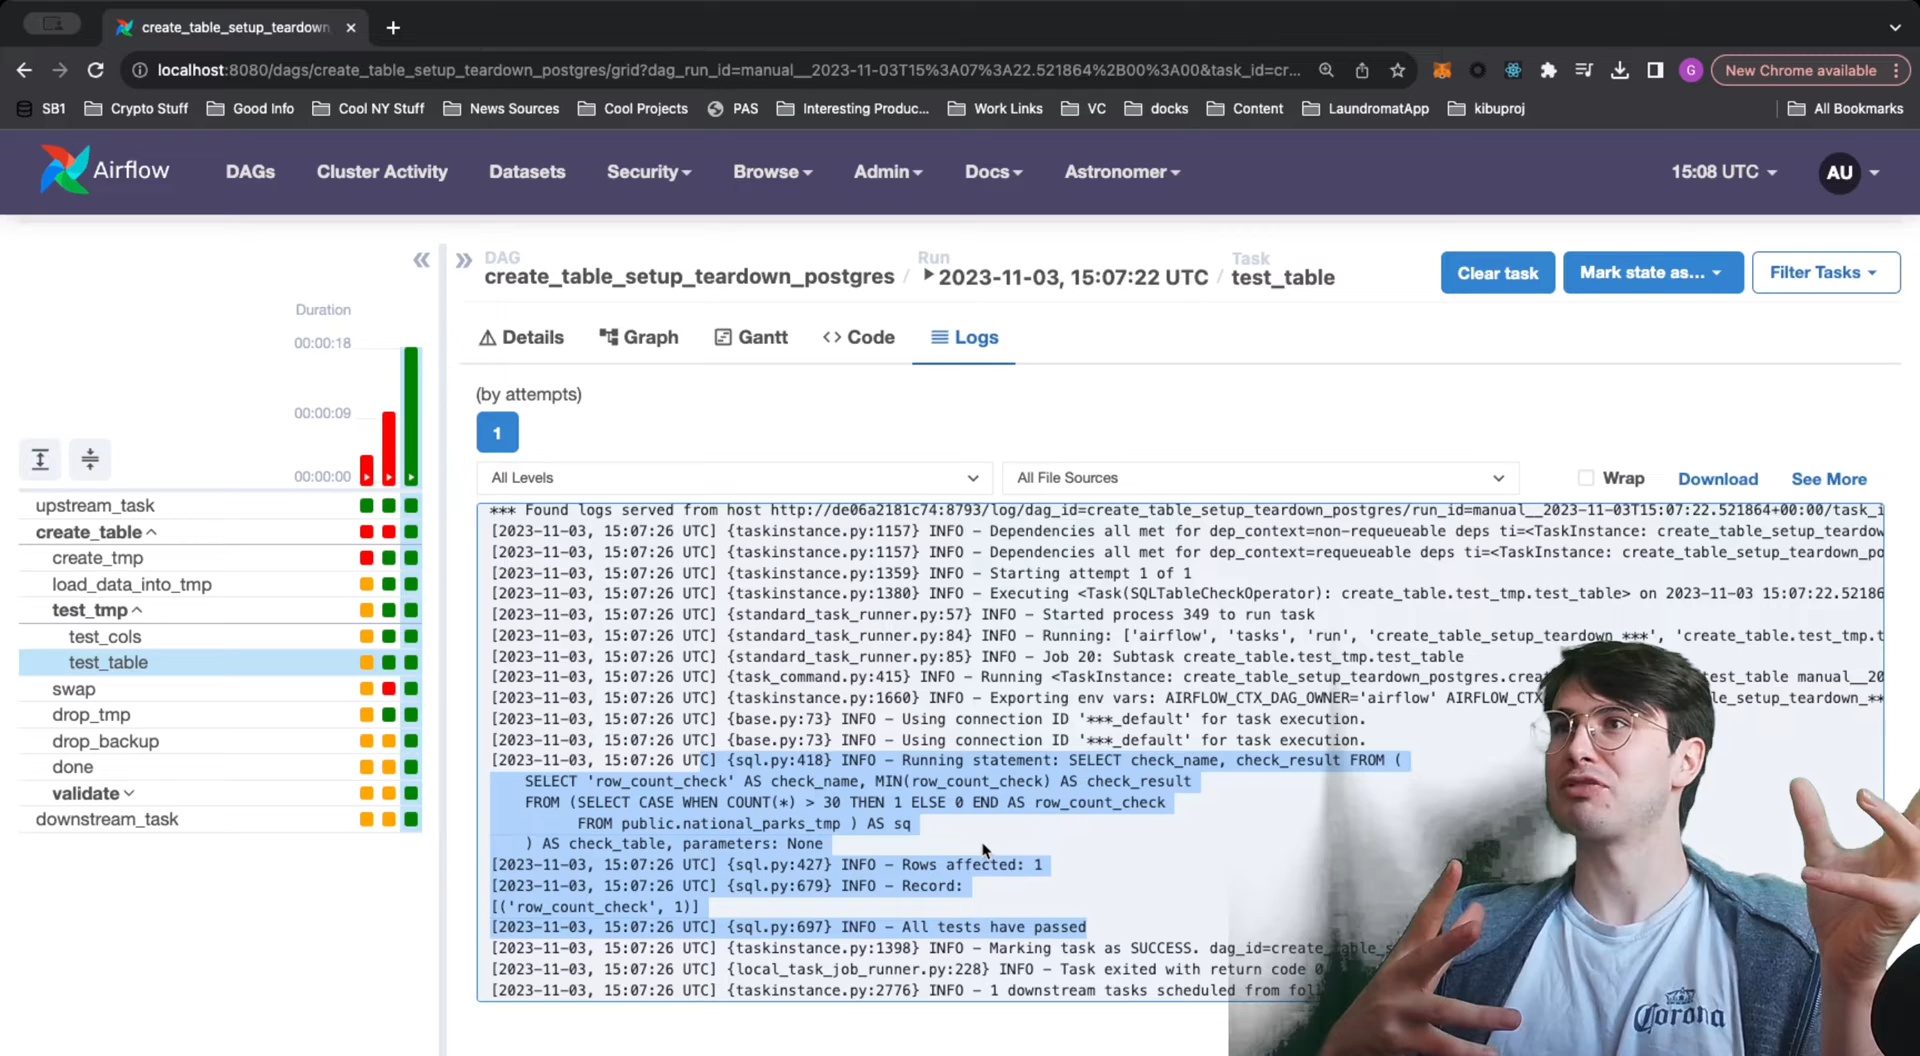 create_table_setup_teardown
localhost:8080/dags/create_table_setup_teardown_postgres/grid?dag_run_id=manual__2023-11-03T15%3A07%3A22.521864%2B00%3A00&task_id=cr...
G
New Chrome available
SB1
Crypto Stuff
Good Info
Cool NY Stuff
News Sources
Cool Projects
PAS
Interesting Produc...
Work Links
VC
docks
Content
LaundromatApp
kibuproj
All Bookmarks
Airflow
DAGs
Cluster Activity
Datasets
Security
Browse
Admin
Docs
Astronomer
15:08 UTC
AU
DAG
create_table_setup_teardown_postgres
/
Run
2023-11-03, 15:07:22 UTC
/
Task
test_table
Clear task
Mark state as...
Filter Tasks
Details
Graph
Gantt
Code
Logs
Duration
00:00:18
00:00:09
00:00:00
upstream_task
create_table
create_tmp
load_data_into_tmp
test_tmp
test_cols
test_table
swap
drop_tmp
drop_backup
done
validate
downstream_task
(by attempts)
1
All Levels
All File Sources
Wrap
Download
See More
*** Found logs served from host http://de06a2181c74:8793/log/dag_id=create_table_setup_teardown_postgres/run_id=manual__2023-11-03T15:07:22.521864+00:00/task_i
[2023-11-03, 15:07:26 UTC] {taskinstance.py:1157} INFO - Dependencies all met for dep_context=non-requeueable deps ti=<TaskInstance: create_table_setup_teardow
[2023-11-03, 15:07:26 UTC] {taskinstance.py:1157} INFO - Dependencies all met for dep_context=requeueable deps ti=<TaskInstance: create_table_setup_teardown_po
[2023-11-03, 15:07:26 UTC] {taskinstance.py:1359} INFO - Starting attempt 1 of 1
[2023-11-03, 15:07:26 UTC] {taskinstance.py:1380} INFO - Executing <Task(SQLTableCheckOperator): create_table.test_tmp.test_table> on 2023-11-03 15:07:22.52186
[2023-11-03, 15:07:26 UTC] {standard_task_runner.py:57} INFO - Started process 349 to run task
[2023-11-03, 15:07:26 UTC] {standard_task_runner.py:84} INFO - Running: ['airflow', 'tasks', 'run', 'create_table_setup_teardown_***', 'create_table.test_tmp.t
[2023-11-03, 15:07:26 UTC] {standard_task_runner.py:85} INFO - Job 20: Subtask create_table.test_tmp.test_table
[2023-11-03, 15:07:26 UTC] {task_command.py:415} INFO - Running <TaskInstance: create_table_setup_teardown_postgres.crea test_table manual__20
[2023-11-03, 15:07:26 UTC] {taskinstance.py:1660} INFO - Exporting env vars: AIRFLOW_CTX_DAG_OWNER='airflow' AIRFLOW_CTX le_setup_teardown_**
[2023-11-03, 15:07:26 UTC] {base.py:73} INFO - Using connection ID '***_default' for task execution.
[2023-11-03, 15:07:26 UTC] {base.py:73} INFO - Using connection ID '***_default' for task execution.
[2023-11-03, 15:07:26 UTC] {sql.py:418} INFO - Running statement: SELECT check_name, check_result FROM (
SELECT 'row_count_check' AS check_name, MIN(row_count_check) AS check_result
FROM (SELECT CASE WHEN COUNT(*) > 30 THEN 1 ELSE 0 END AS row_count_check
FROM public.national_parks_tmp ) AS sq
) AS check_table, parameters: None
[2023-11-03, 15:07:26 UTC] {sql.py:427} INFO - Rows affected: 1
[2023-11-03, 15:07:26 UTC] {sql.py:679} INFO - Record:
[('row_count_check', 1)]
[2023-11-03, 15:07:26 UTC] {sql.py:697} INFO - All tests have passed
[2023-11-03, 15:07:26 UTC] {taskinstance.py:1398} INFO - Marking task as SUCCESS. dag_id=create_table_s
[2023-11-03, 15:07:26 UTC] {local_task_job_runner.py:228} INFO - Task exited with return code 0
[2023-11-03, 15:07:26 UTC] {taskinstance.py:2776} INFO - 1 downstream tasks scheduled from fol
Corona